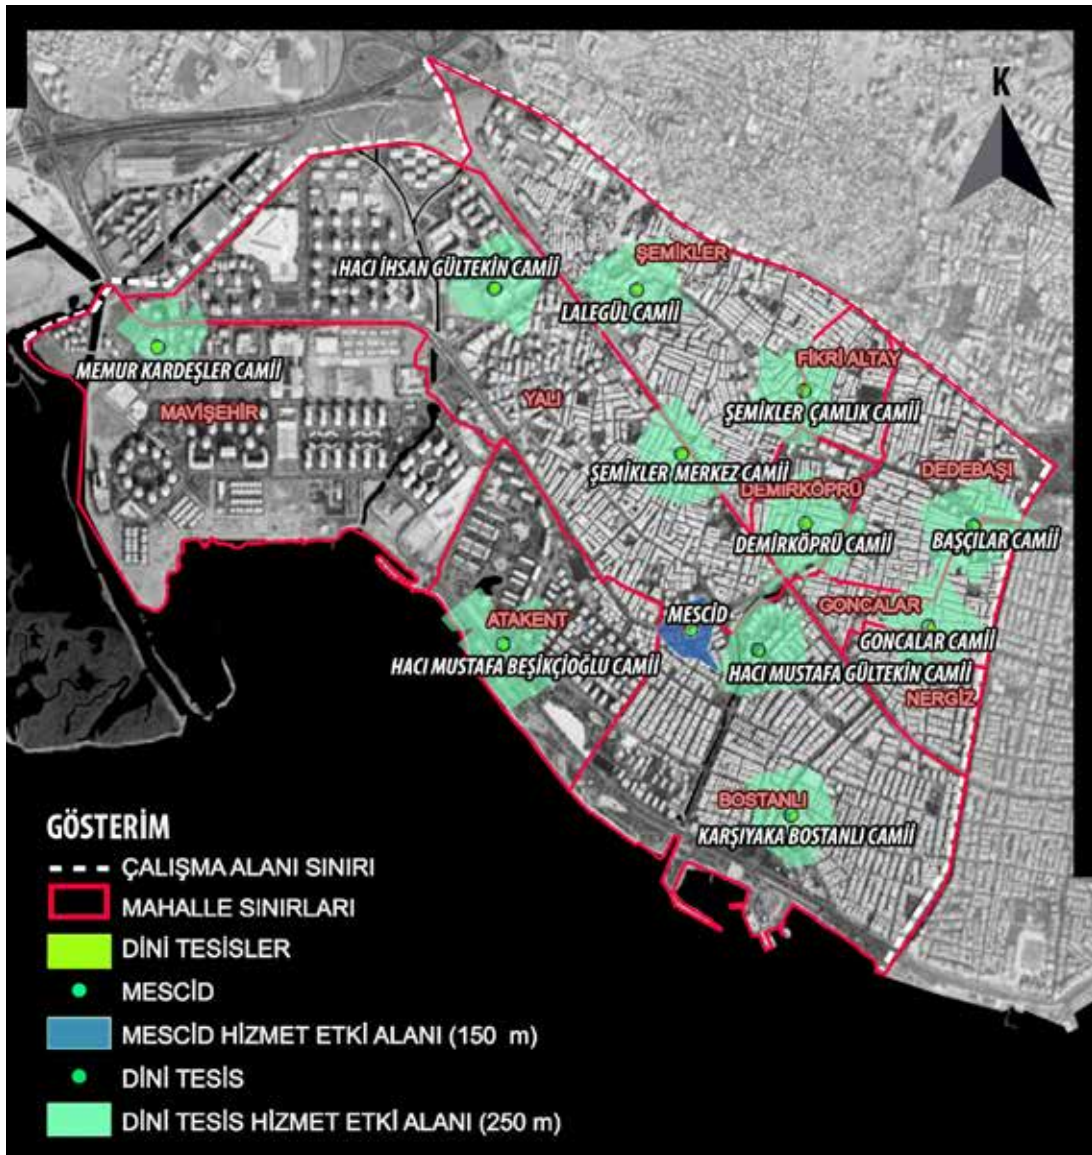 K
ŞEMİKLER
HACI İHSAN GÜLTEKİN CAMİİ
LALEGÜL CAMİİ
FİKRİ ALTAY
MEMUR KARDEŞLER CAMİİ
YALI
MAVİŞEHİR
ŞEMİKLER ÇAMLIK CAMİİ
ŞEMİKLER MERKEZ CAMİİ
DEDEBAŞI
DEMİRKÖPRÜ
DEMİRKÖPRÜ CAMİİ
BAŞÇILAR CAMİİ
GONCALAR
MESCİD
ATAKENT
GONCALAR CAMİİ
HACI MUSTAFA BEŞİKÇİOĞLU CAMİİ
HACI MUSTAFA GÜLTEKİN CAMİİ
NERGİZ
BOSTANLI
KARŞIYAKA BOSTANLI CAMİİ
GÖSTERİM
ÇALIŞMA ALANI SINIRI
MAHALLE SINIRLARI
DİNİ TESİSLER
MESCİD
MESCİD HİZMET ETKİ ALANI (150 m)
DİNİ TESİS
DİNİ TESİS HİZMET ETKİ ALANI (250 m)